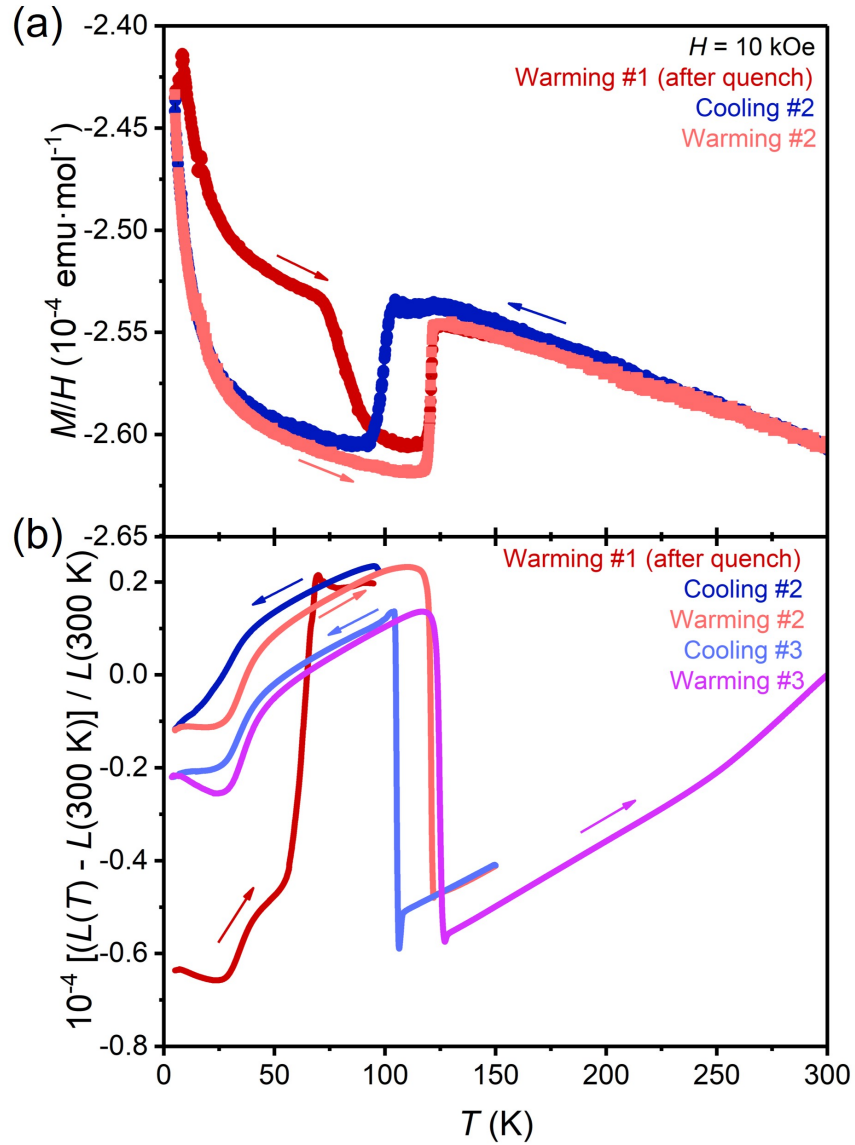 (a)
-2.40
-2.45
-2.50
-2.55
-2.60
-2.65
M/H (10⁻⁴ emu·mol⁻¹)
H = 10 kOe
Warming #1 (after quench)
Cooling #2
Warming #2
(b)
0.2
0.0
-0.2
-0.4
-0.6
-0.8
10⁻⁴ [(L(T) - L(300 K)] / L(300 K)
Warming #1 (after quench)
Cooling #2
Warming #2
Cooling #3
Warming #3
0 50 100 150 200 250 300
T (K)